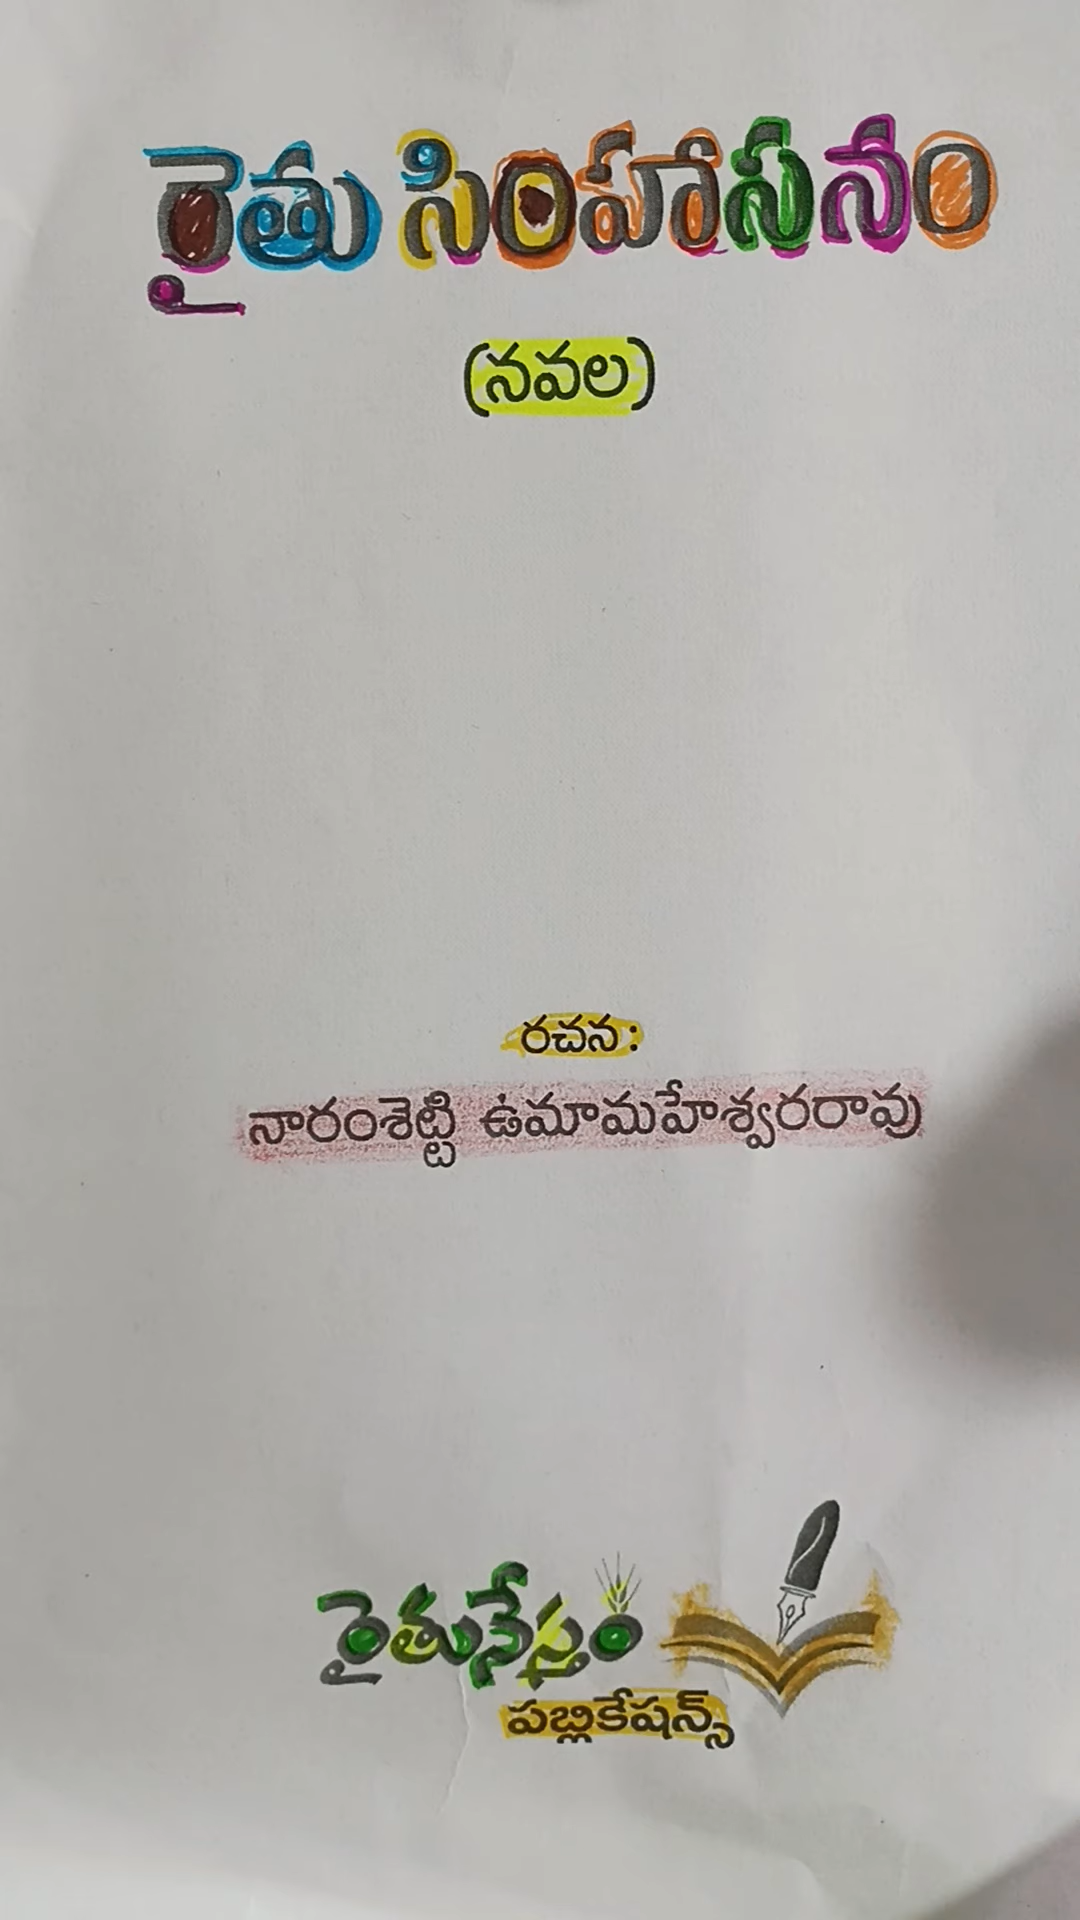 రైతు సింహాసనం
(నవల)
రచన :
నారంశెట్టి ఉమామహేశ్వరరావు
రైతునేస్తం
పబ్లికేషన్స్